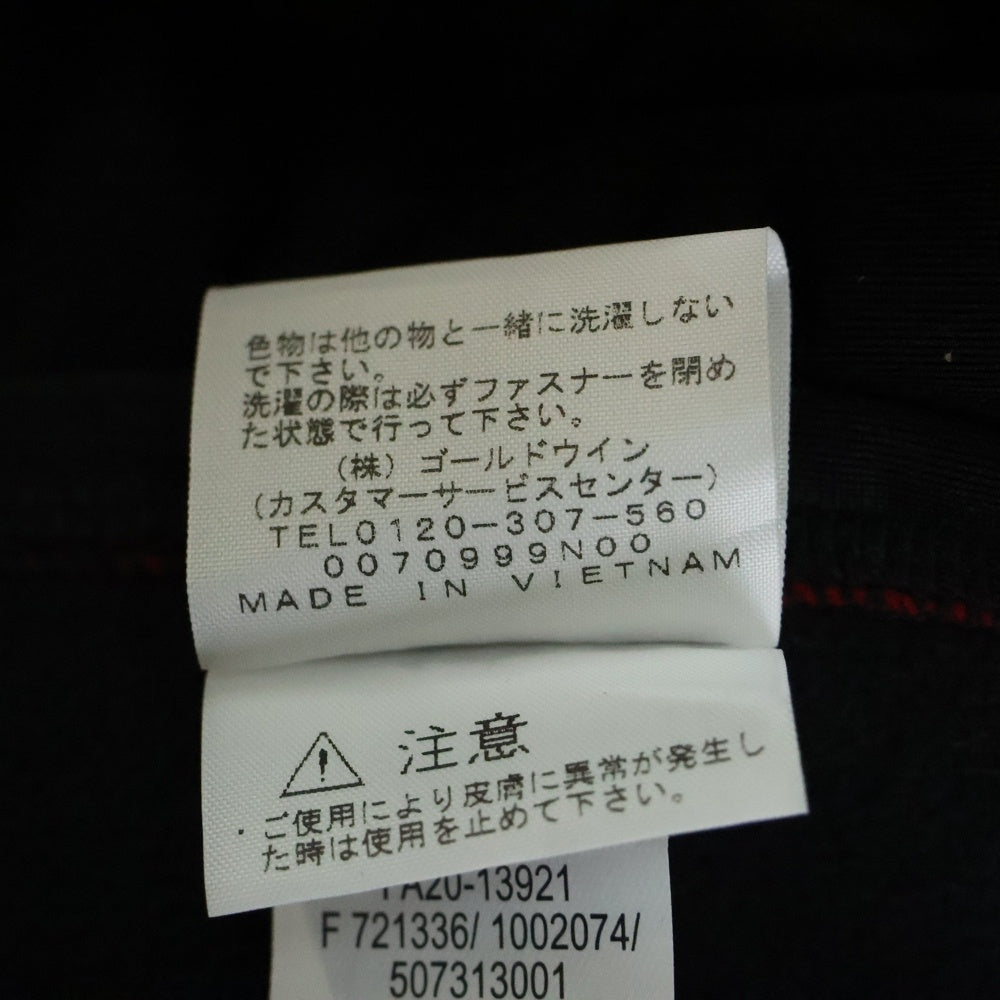 色物は他の物と一緒に洗濯しない
で下さい。
洗濯の際は必ずファスナーを閉め
た状態で行って下さい。
(株) ゴールドウイン
(カスタマーサービスセンター)
TEL0120-307-560
0070999N00
MADE IN VIETNAM
注意
・ご使用により皮膚に異常が発生し
た時は使用を止めて下さい。
A20-13921
F 721336/ 1002074/
507313001